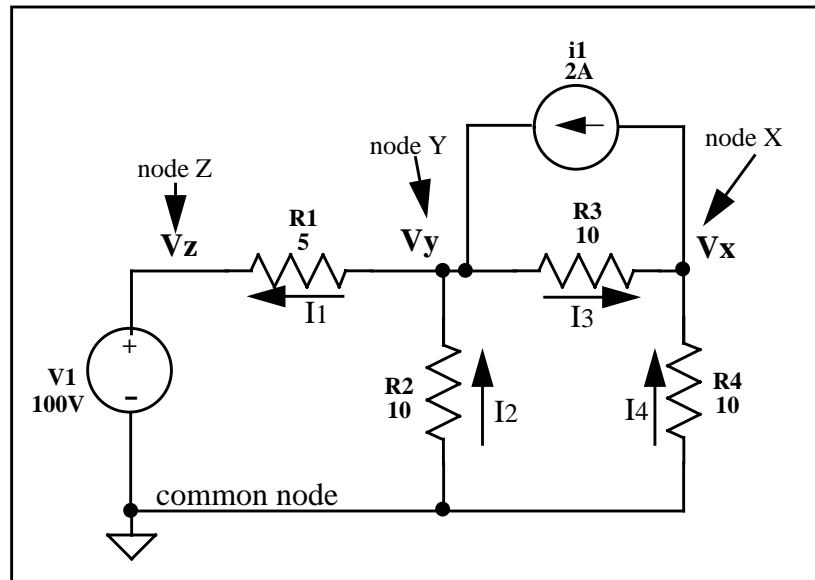 i1
2A
node Z
node Y
node X
R1
5
Vz
Vy
R3
10
Vx
I1
I3
+
-
V1
100V
R2
10
I2
I4
R4
10
common node